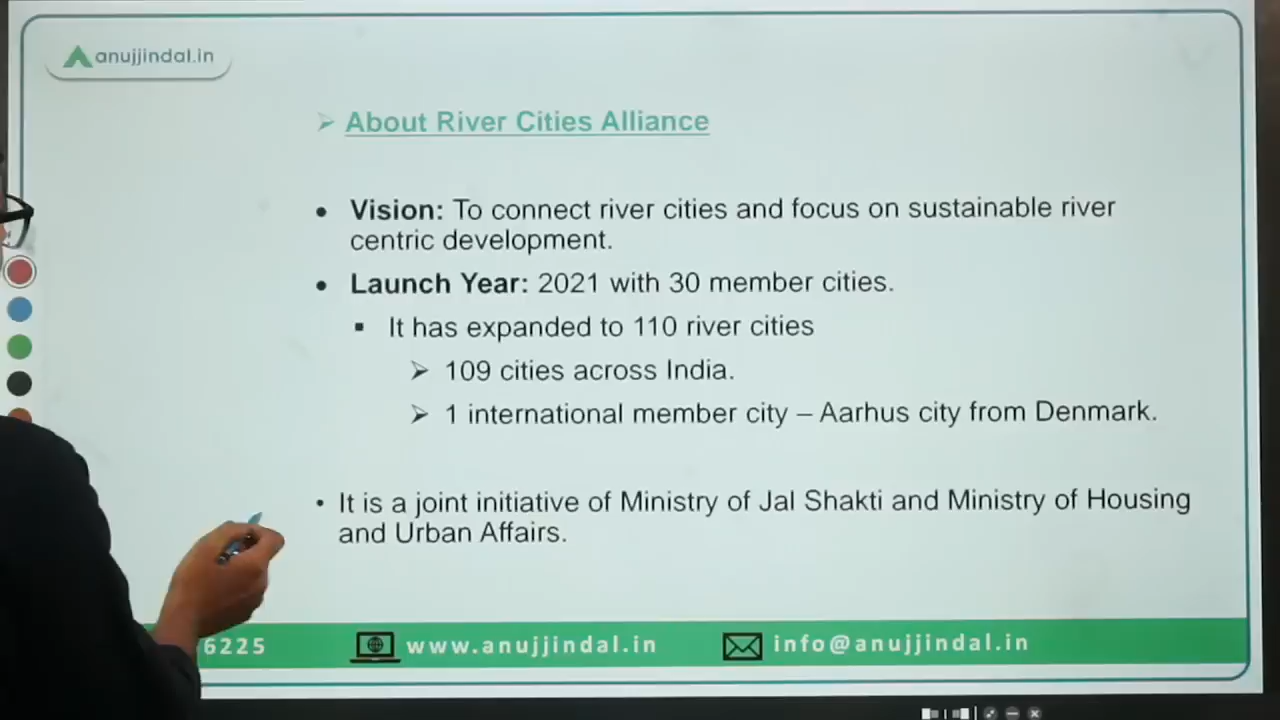 anujjindal.in
➢ About River Cities Alliance
• Vision: To connect river cities and focus on sustainable river
centric development.
• Launch Year: 2021 with 30 member cities.
▪ It has expanded to 110 river cities
➢ 109 cities across India.
➢ 1 international member city – Aarhus city from Denmark.
• It is a joint initiative of Ministry of Jal Shakti and Ministry of Housing
and Urban Affairs.
6225 www.anujjindal.in info@anujjindal.in